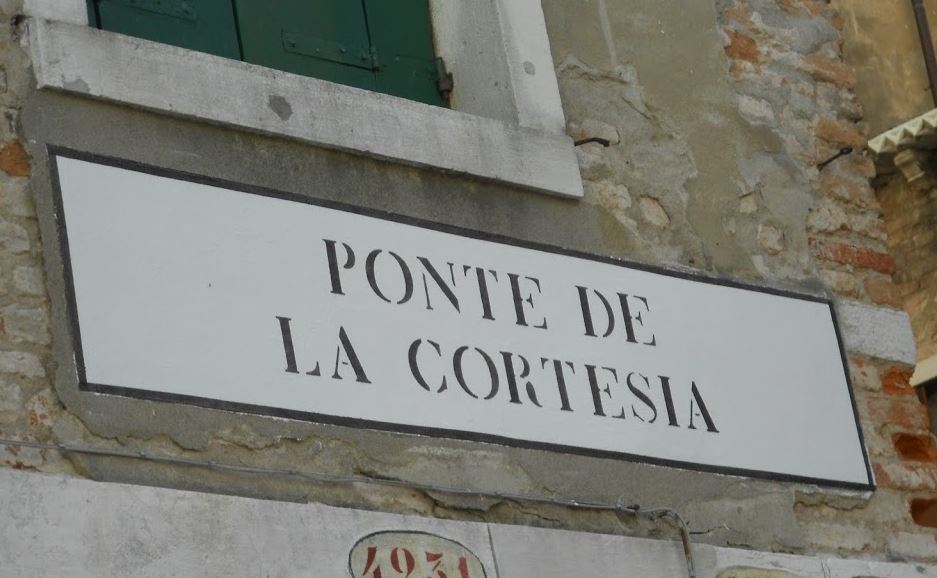 PONTE DE
LA CORTESIA
4931